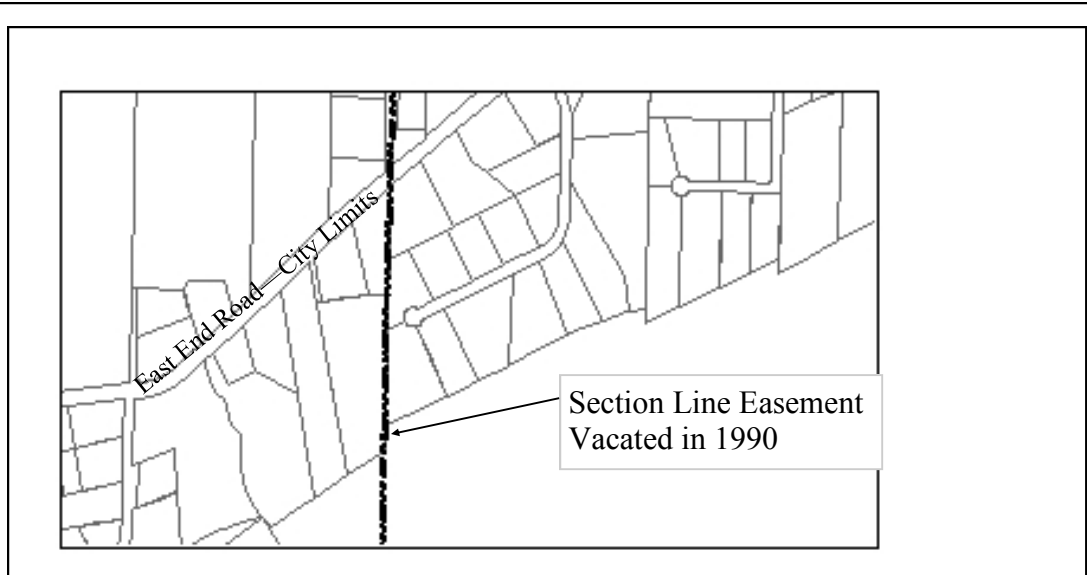 East End Road—City Limits
Section Line Easement
Vacated in 1990